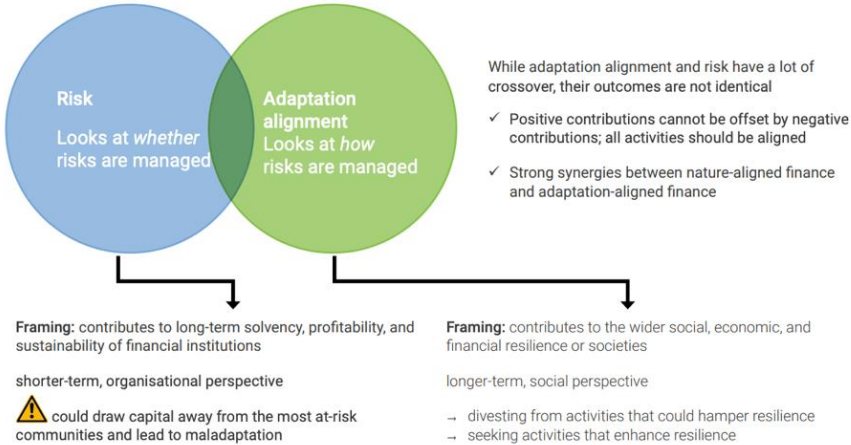 Risk
Looks at whether
risks are managed
Adaptation
alignment
Looks at how
risks are managed
While adaptation alignment and risk have a lot of
crossover, their outcomes are not identical
✓ Positive contributions cannot be offset by negative
contributions; all activities should be aligned
✓ Strong synergies between nature-aligned finance
and adaptation-aligned finance
Framing: contributes to long-term solvency, profitability, and
sustainability of financial institutions
shorter-term, organisational perspective
⚠ could draw capital away from the most at-risk
communities and lead to maladaptation
Framing: contributes to the wider social, economic, and
financial resilience or societies
longer-term, social perspective
→ divesting from activities that could hamper resilience
→ seeking activities that enhance resilience